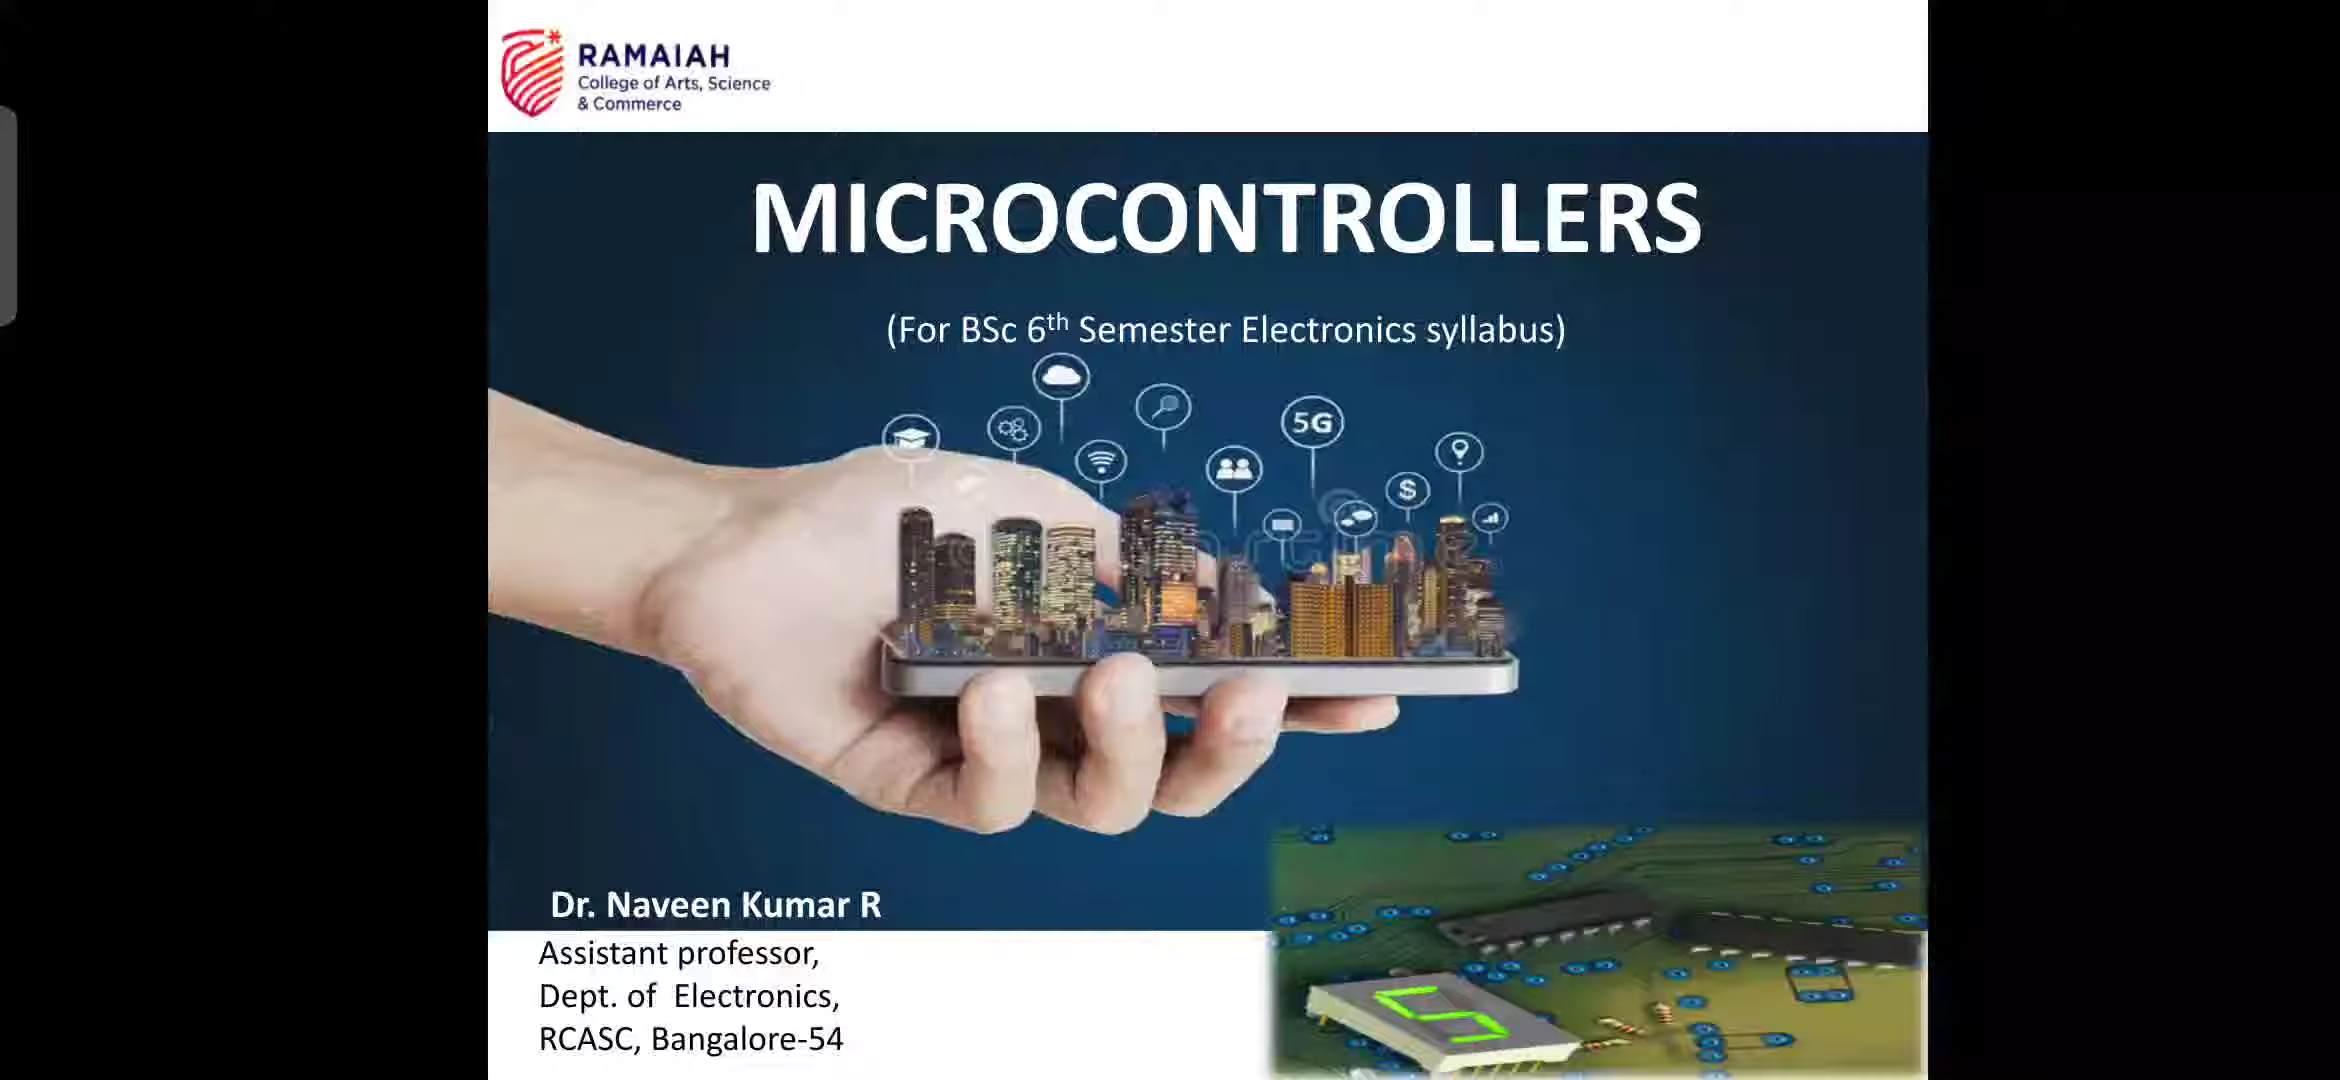 RAMAIAH
College of Arts, Science
& Commerce
MICROCONTROLLERS
(For BSc 6th Semester Electronics syllabus)
5G
$
Dr. Naveen Kumar R
Assistant professor,
Dept. of Electronics,
RCASC, Bangalore-54
5